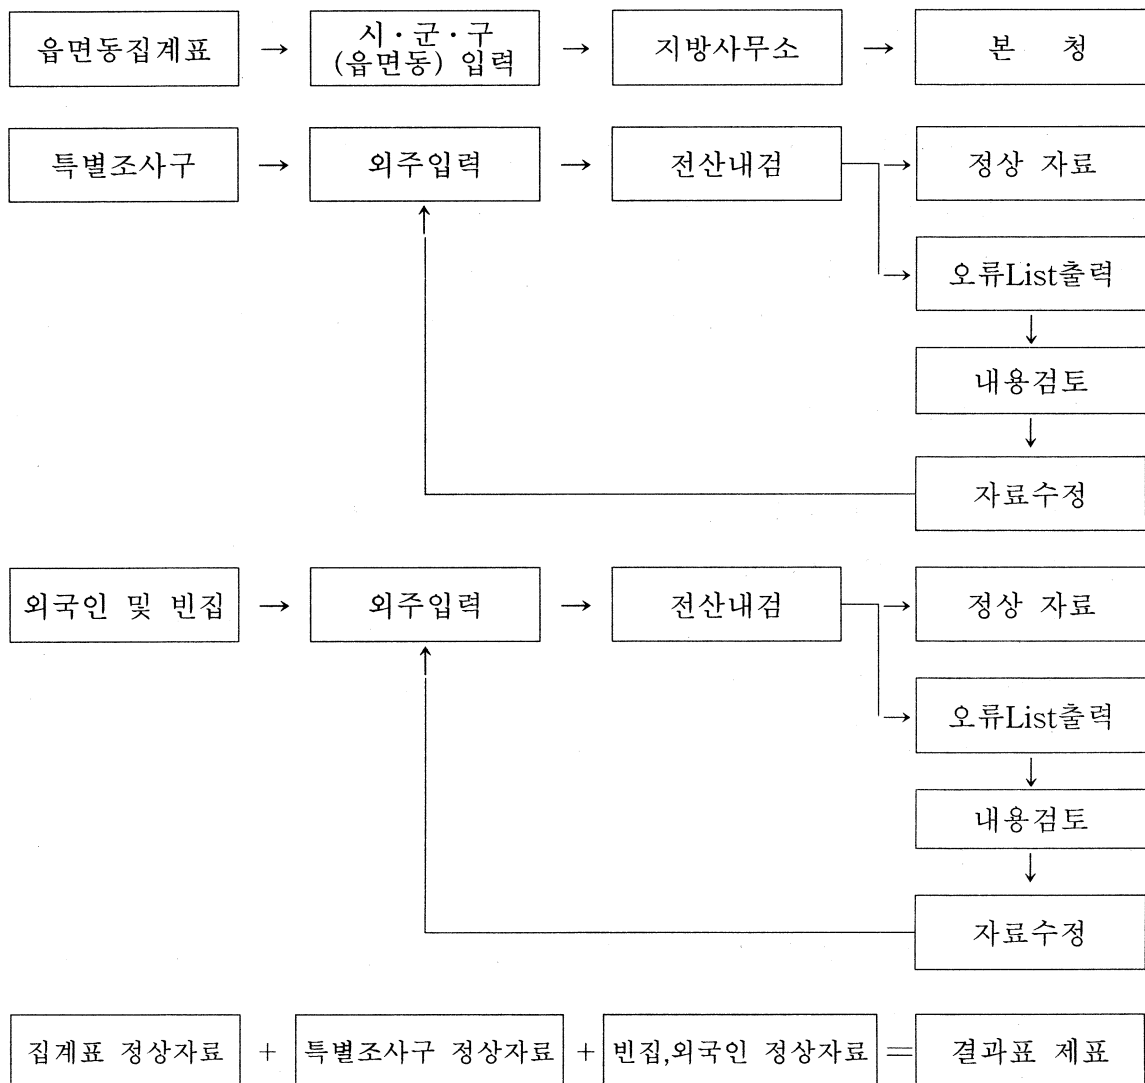 읍면동집계표 → 시·군·구 → 지방사무소 → 본 청
(읍면동) 입력
특별조사구 → 외주입력 → 전산내검 → 정상 자료
→ 오류List출력
↓
내용검토
↓
자료수정
외국인 및 빈집 → 외주입력 → 전산내검 → 정상 자료
→ 오류List출력
↓
내용검토
↓
자료수정
집계표 정상자료 + 특별조사구 정상자료 + 빈집,외국인 정상자료 = 결과표 제표